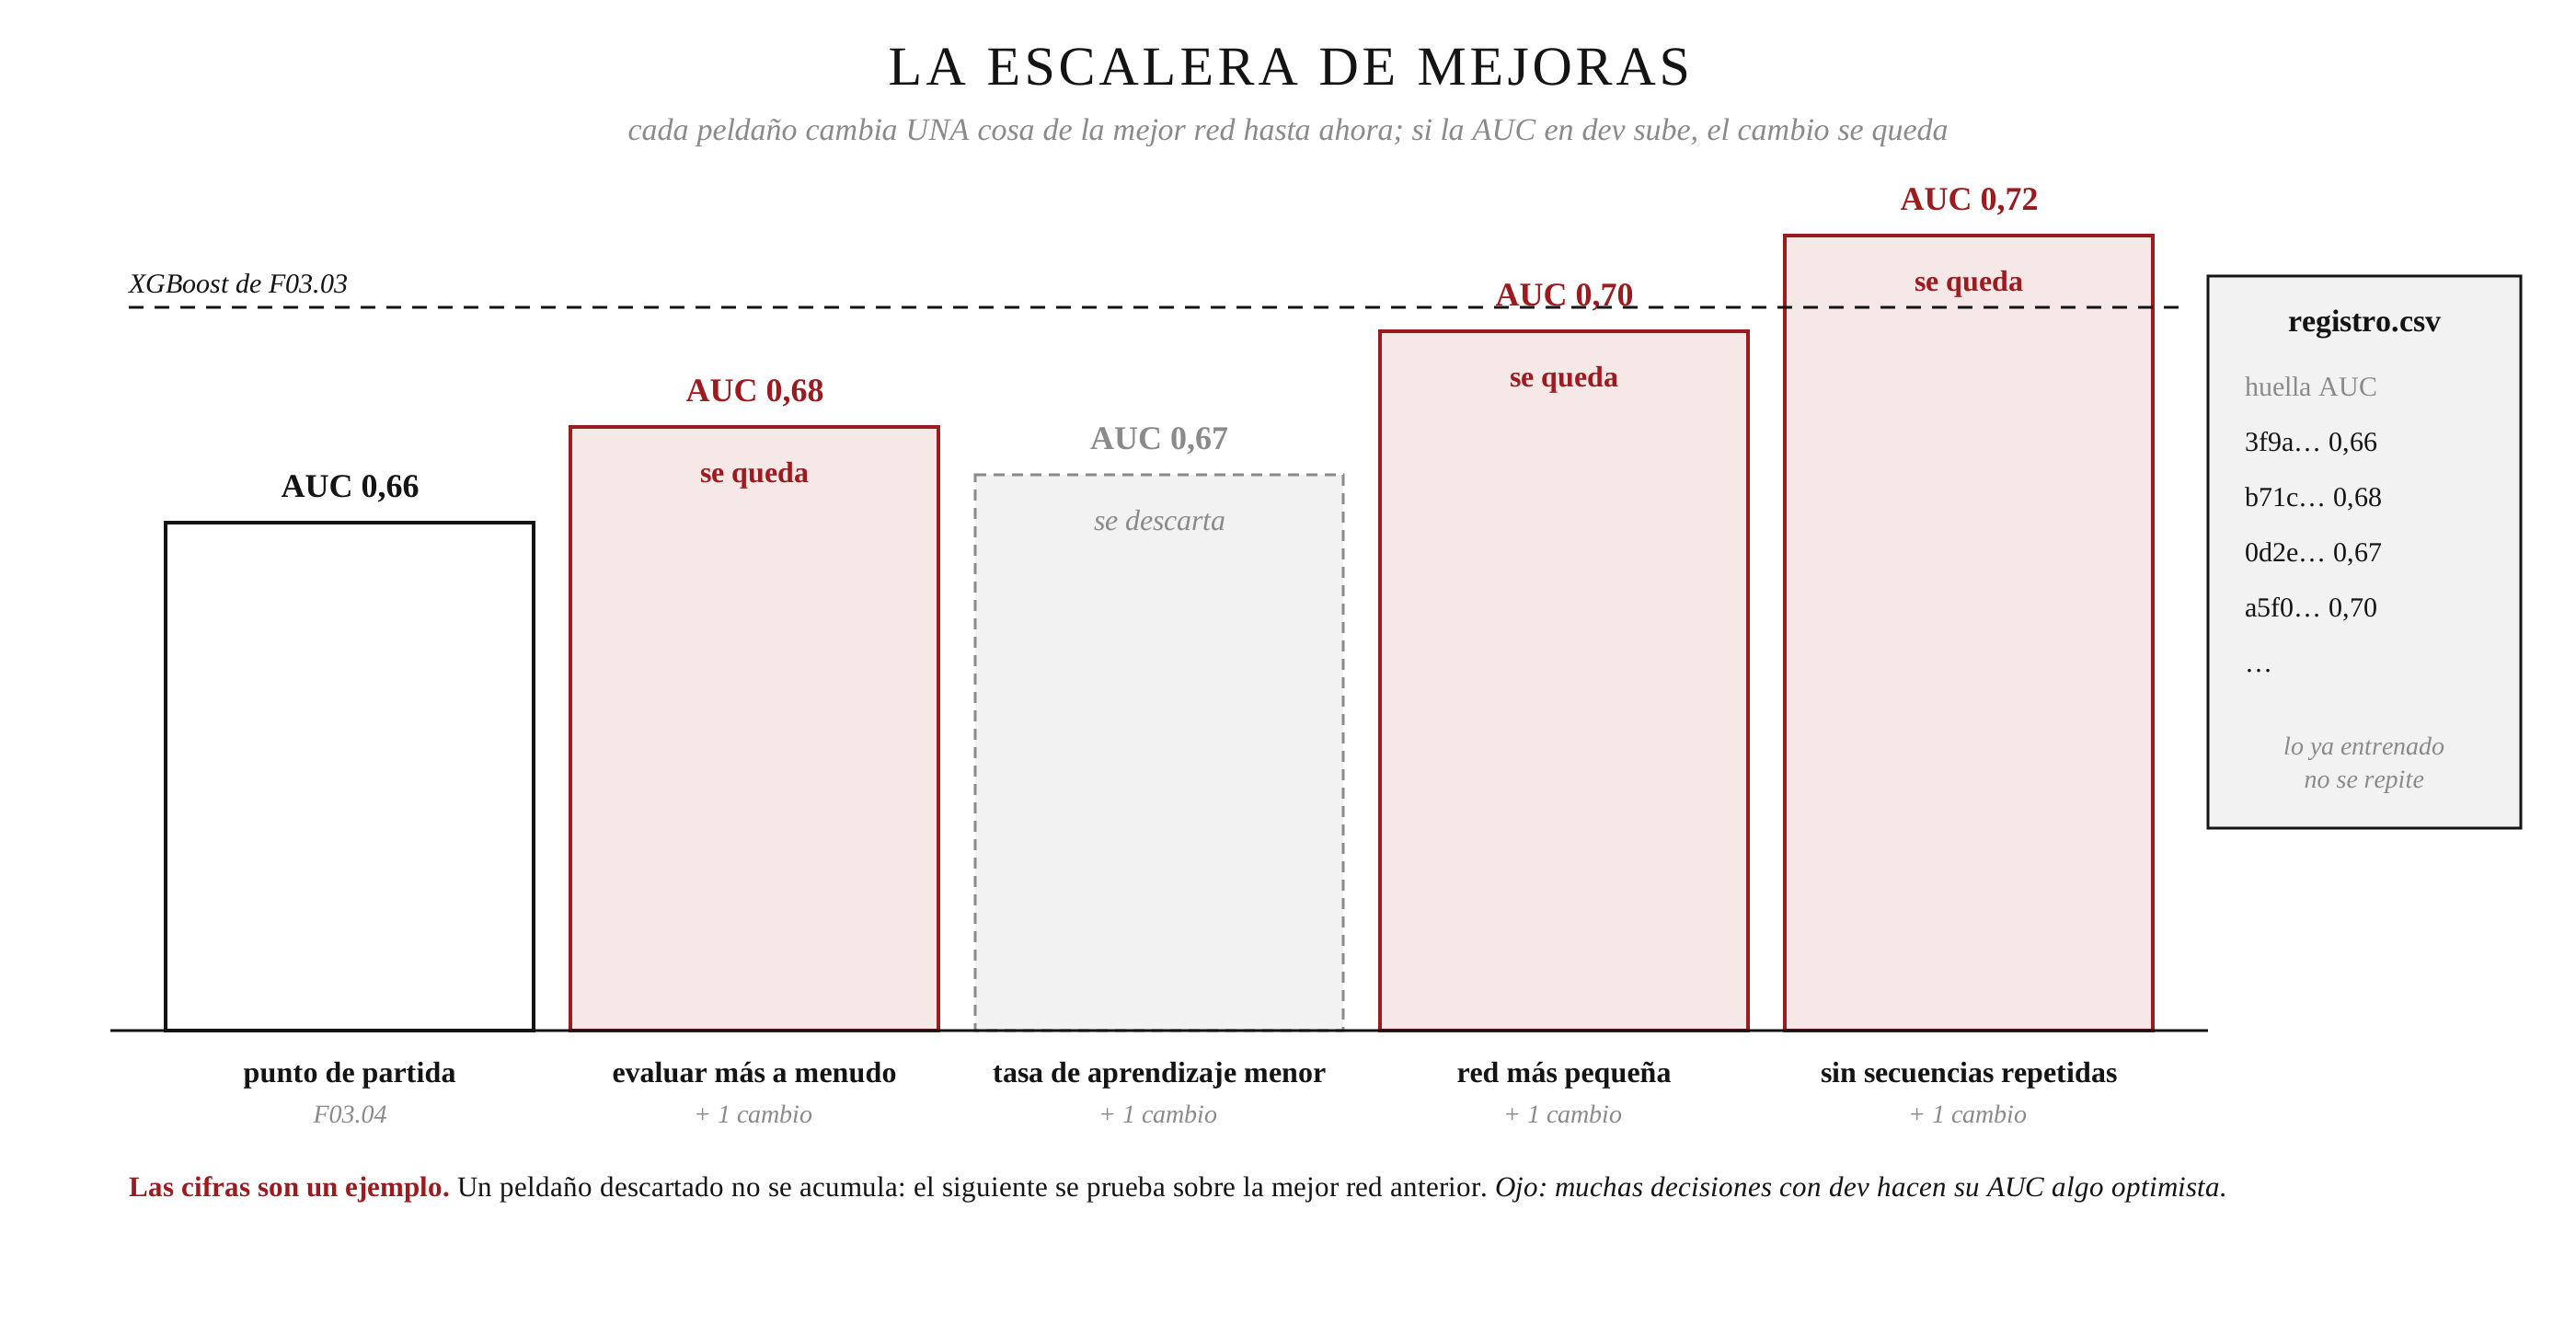 LA ESCALERA DE MEJORAS
cada peldaño cambia UNA cosa de la mejor red hasta ahora; si la AUC en dev sube, el cambio se queda
XGBoost de F03.03
AUC 0,66
punto de partida
F03.04
AUC 0,68
se queda
evaluar más a menudo
+ 1 cambio
AUC 0,67
se descarta
tasa de aprendizaje menor
+ 1 cambio
AUC 0,70
se queda
red más pequeña
+ 1 cambio
AUC 0,72
se queda
sin secuencias repetidas
+ 1 cambio
registro.csv
huella AUC
3f9a… 0,66
b71c… 0,68
0d2e… 0,67
a5f0… 0,70
…
lo ya entrenado
no se repite
Las cifras son un ejemplo. Un peldaño descartado no se acumula: el siguiente se prueba sobre la mejor red anterior. Ojo: muchas decisiones con dev hacen su AUC algo optimista.